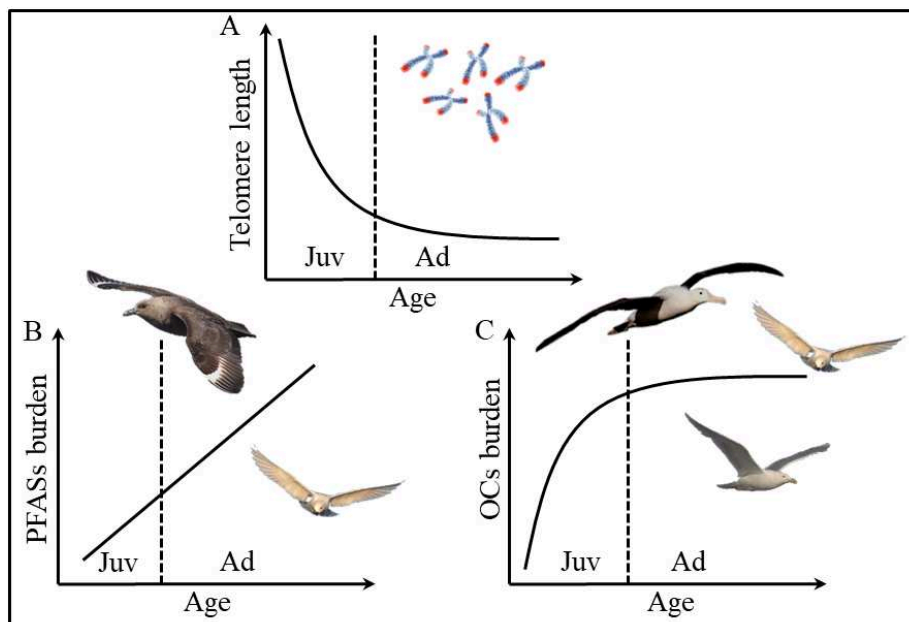 A
Telomere length
Juv
Ad
Age
B
PFASs burden
Juv
Ad
Age
C
OCs burden
Juv
Ad
Age